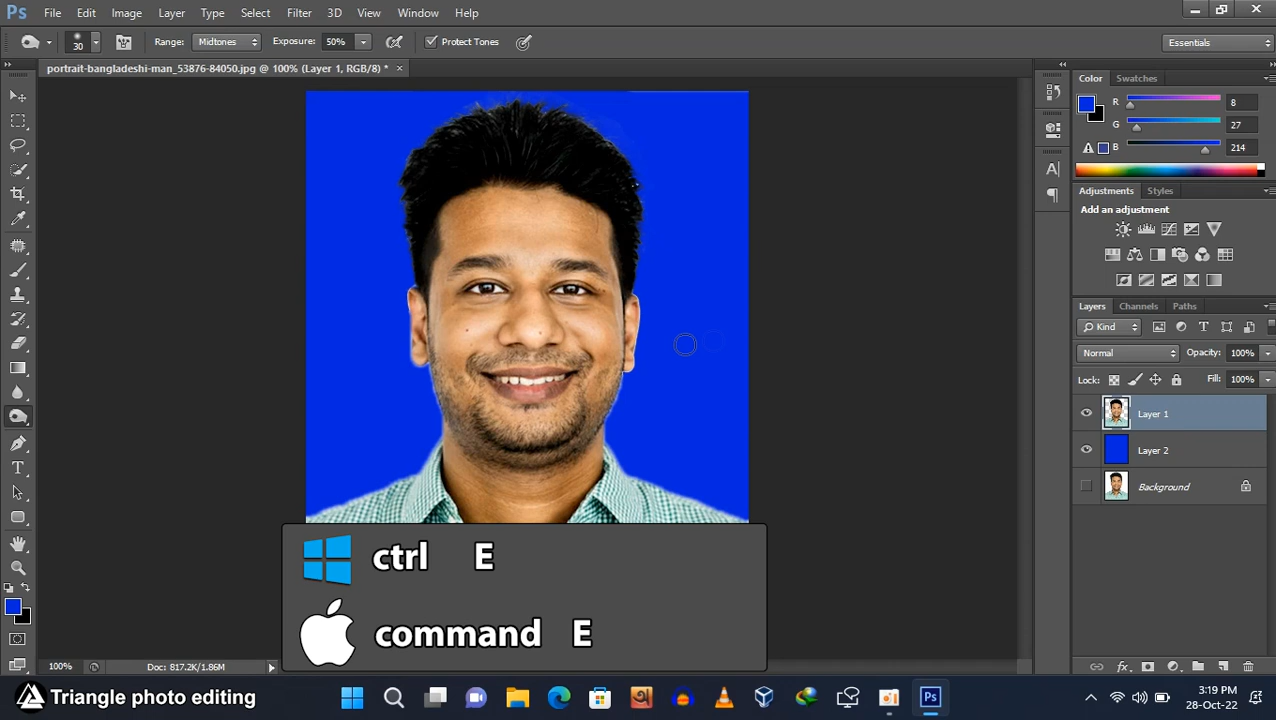 Ps File Edit Image Layer Type Select Filter 3D View Window Help
30 Range: Midtones Exposure: 50% Protect Tones Essentials
portrait-bangladeshi-man_53876-84050.jpg @ 100% (Layer 1, RGB/8) * ×
Color Swatches
R 8
G 27
B 214
Adjustments Styles
Add an adjustment
Layers Channels Paths
Kind
Normal Opacity: 100%
Lock: Fill: 100%
Layer 1
Layer 2
Background
ctrl E
command E
100% Doc: 817.2K/1.86M
Triangle photo editing
Ps
3:19 PM
28-Oct-22